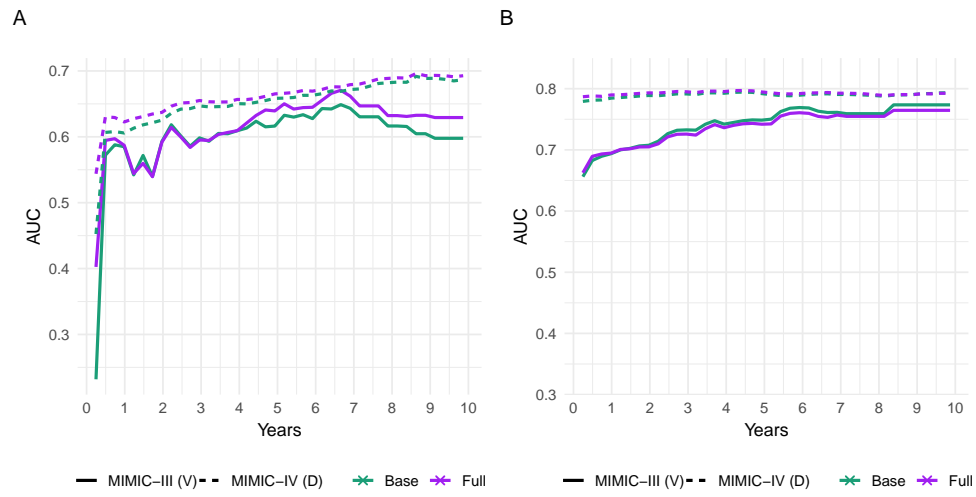 A
B
0.7
0.6
0.5
0.4
0.3
AUC
0 1 2 3 4 5 6 7 8 9 10
Years
0.8
0.7
0.6
0.5
0.4
0.3
AUC
0 1 2 3 4 5 6 7 8 9 10
Years
MIMIC−III (V) MIMIC−IV (D) Base Full
MIMIC−III (V) MIMIC−IV (D) Base Full